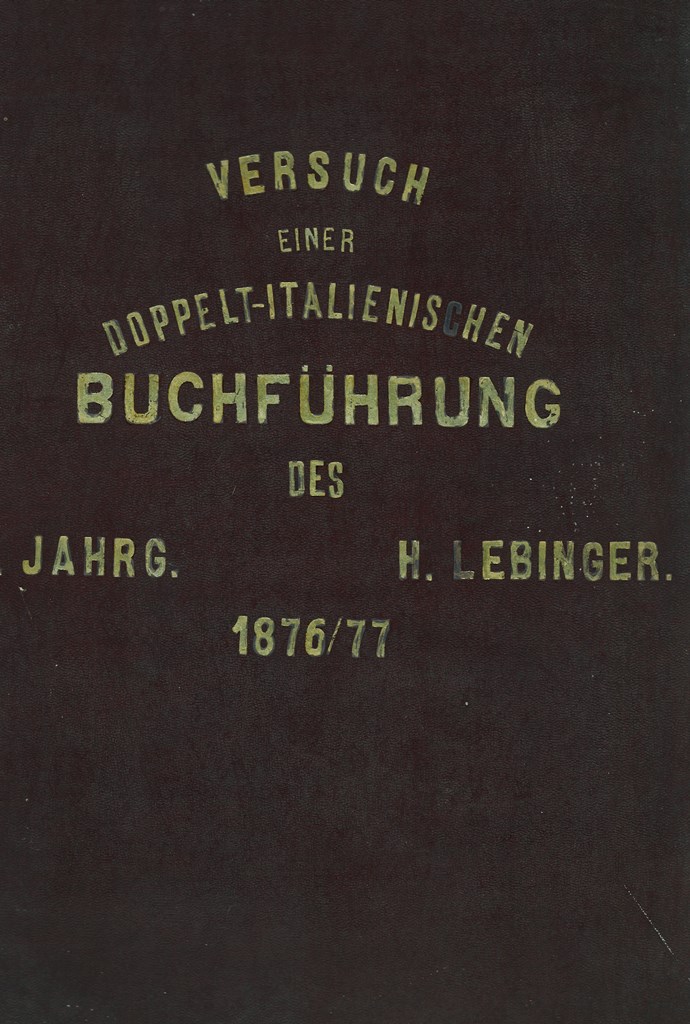 VERSUCH
EINER
DOPPELT-ITALIENISCHEN
BUCHFÜHRUNG
DES
JAHRG. H. LEBINGER.
1876/77